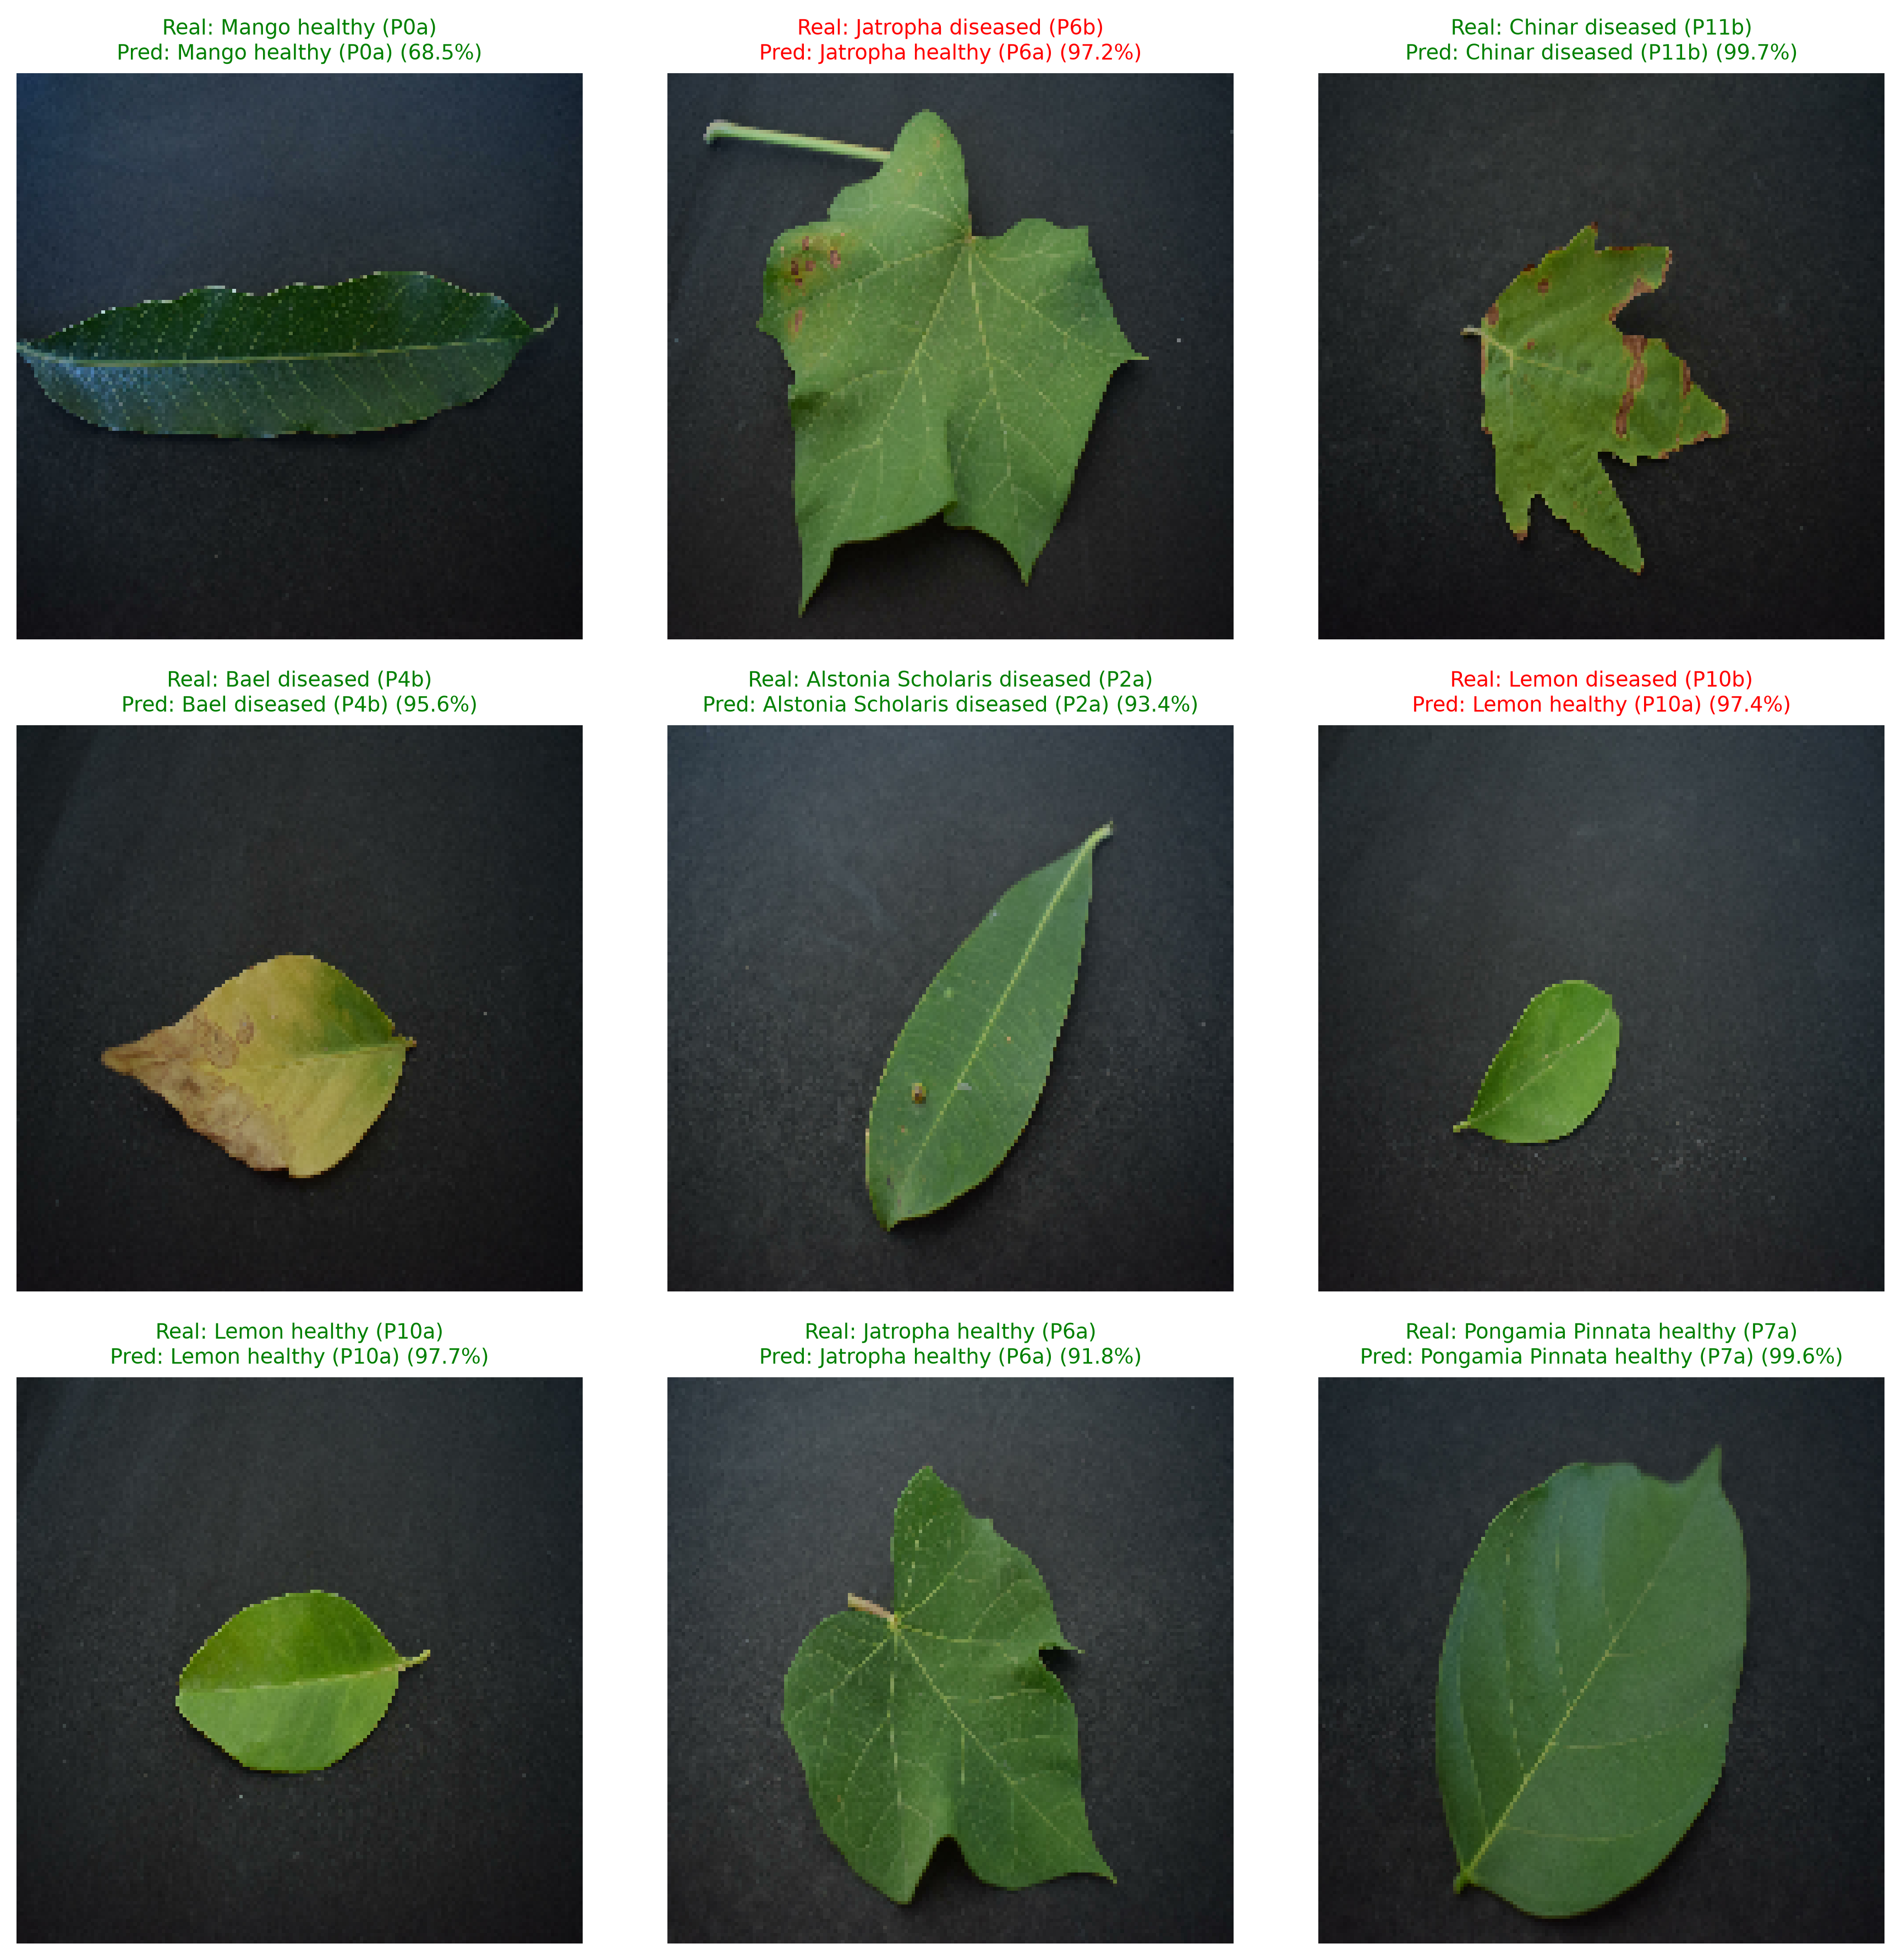 Real: Mango healthy (P0a)
Pred: Mango healthy (P0a) (68.5%)
Real: Jatropha diseased (P6b)
Pred: Jatropha healthy (P6a) (97.2%)
Real: Chinar diseased (P11b)
Pred: Chinar diseased (P11b) (99.7%)
Real: Bael diseased (P4b)
Pred: Bael diseased (P4b) (95.6%)
Real: Alstonia Scholaris diseased (P2a)
Pred: Alstonia Scholaris diseased (P2a) (93.4%)
Real: Lemon diseased (P10b)
Pred: Lemon healthy (P10a) (97.4%)
Real: Lemon healthy (P10a)
Pred: Lemon healthy (P10a) (97.7%)
Real: Jatropha healthy (P6a)
Pred: Jatropha healthy (P6a) (91.8%)
Real: Pongamia Pinnata healthy (P7a)
Pred: Pongamia Pinnata healthy (P7a) (99.6%)